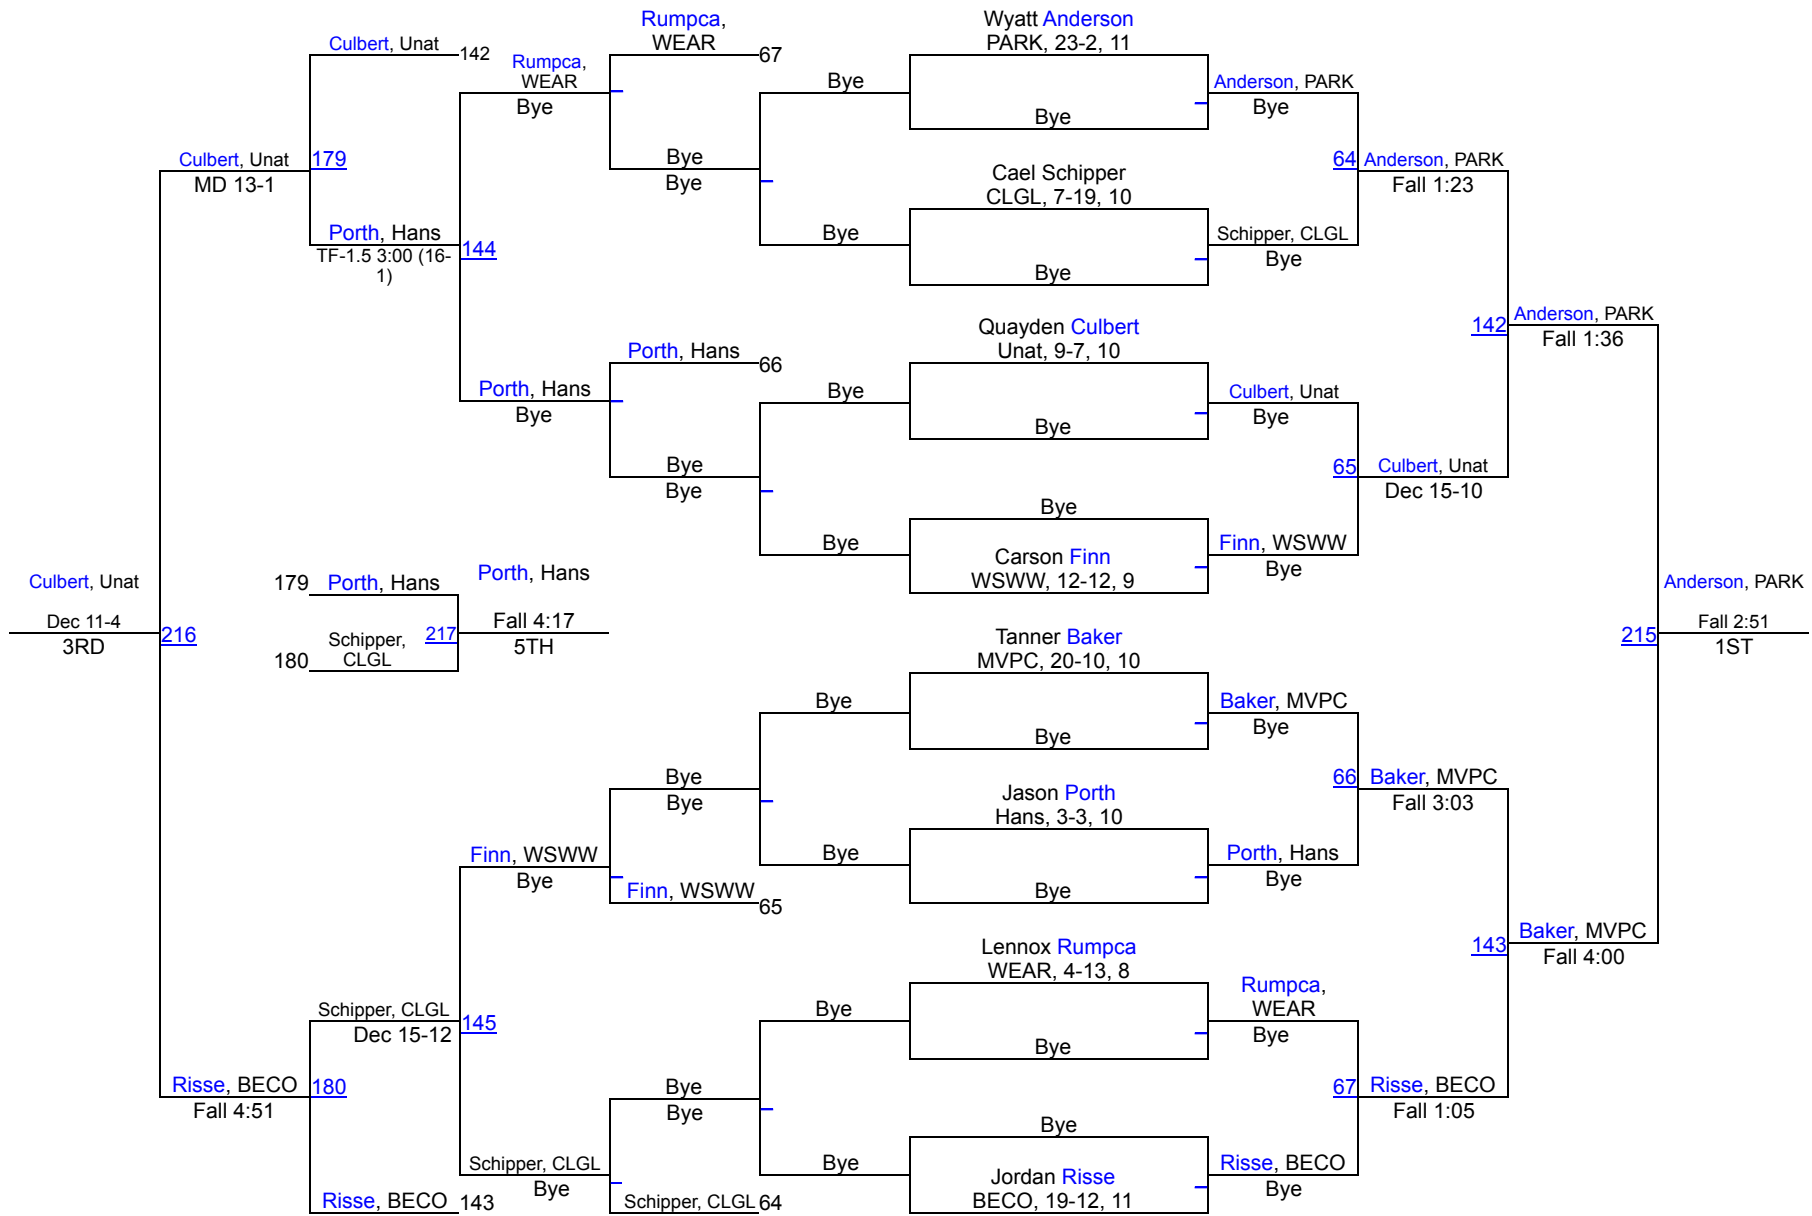 Culbert, Unat
142
Rumpca,
WEAR
Bye
Rumpca,
WEAR
67
Wyatt Anderson
PARK, 23-2, 11
Bye
Bye
Anderson, PARK
Bye
Culbert, Unat
MD 13-1
179
Bye
Bye
Cael Schipper
CLGL, 7-19, 10
64
Anderson, PARK
Fall 1:23
Porth, Hans
TF-1.5 3:00 (16-
1)
144
Bye
Bye
Schipper, CLGL
Bye
Quayden Culbert
Unat, 9-7, 10
142
Anderson, PARK
Fall 1:36
Porth, Hans
66
Porth, Hans
Bye
Bye
Bye
Culbert, Unat
Bye
Bye
Bye
65
Culbert, Unat
Dec 15-10
Bye
Bye
Carson Finn
WSWW, 12-12, 9
Finn, WSWW
Bye
Culbert, Unat
Dec 11-4
3RD
216
179
Porth, Hans
Schipper,
CLGL
180
217
Porth, Hans
Fall 4:17
5TH
Anderson, PARK
Fall 2:51
1ST
215
Tanner Baker
MVPC, 20-10, 10
Bye
Bye
Baker, MVPC
Bye
Bye
Bye
Jason Porth
Hans, 3-3, 10
66
Baker, MVPC
Fall 3:03
Finn, WSWW
Bye
Finn, WSWW
65
Bye
Bye
Porth, Hans
Bye
Lennox Rumpca
WEAR, 4-13, 8
143
Baker, MVPC
Fall 4:00
Schipper, CLGL
Dec 15-12
145
Bye
Bye
Rumpca,
WEAR
Bye
Risse, BECO
Fall 4:51
180
Bye
Bye
67
Risse, BECO
Fall 1:05
Bye
Schipper, CLGL
Bye
Bye
Jordan Risse
BECO, 19-12, 11
Risse, BECO
Bye
Risse, BECO
143
Schipper, CLGL
64